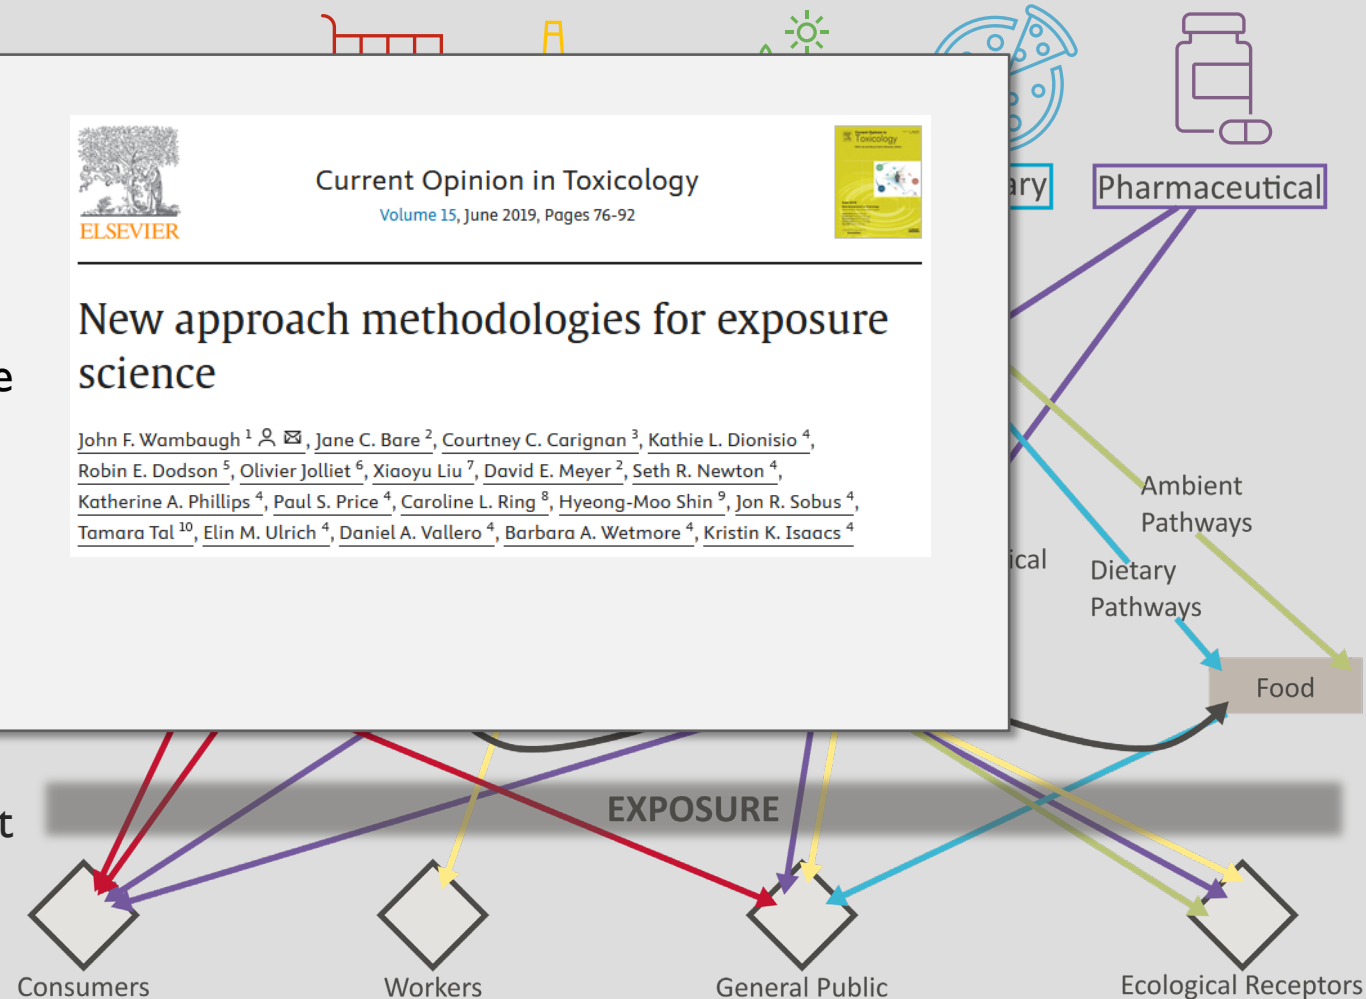 ary
Pharmaceutical
ELSEVIER
Current Opinion in Toxicology
Volume 15, June 2019, Pages 76-92
Toxicology
New approach methodologies for exposure
science
e
John F. Wambaugh 1, Jane C. Bare 2, Courtney C. Carignan 3, Kathie L. Dionisio 4,
Robin E. Dodson 5, Olivier Jolliet 6, Xiaoyu Liu 7, David E. Meyer 2, Seth R. Newton 4,
Katherine A. Phillips 4, Paul S. Price 4, Caroline L. Ring 8, Hyeong-Moo Shin 9, Jon R. Sobus 4,
Tamara Tal 10, Elin M. Ulrich 4, Daniel A. Vallero 4, Barbara A. Wetmore 4, Kristin K. Isaacs 4
Ambient
Pathways
ical
Dietary
Pathways
Food
EXPOSURE
t
Consumers
Workers
General Public
Ecological Receptors